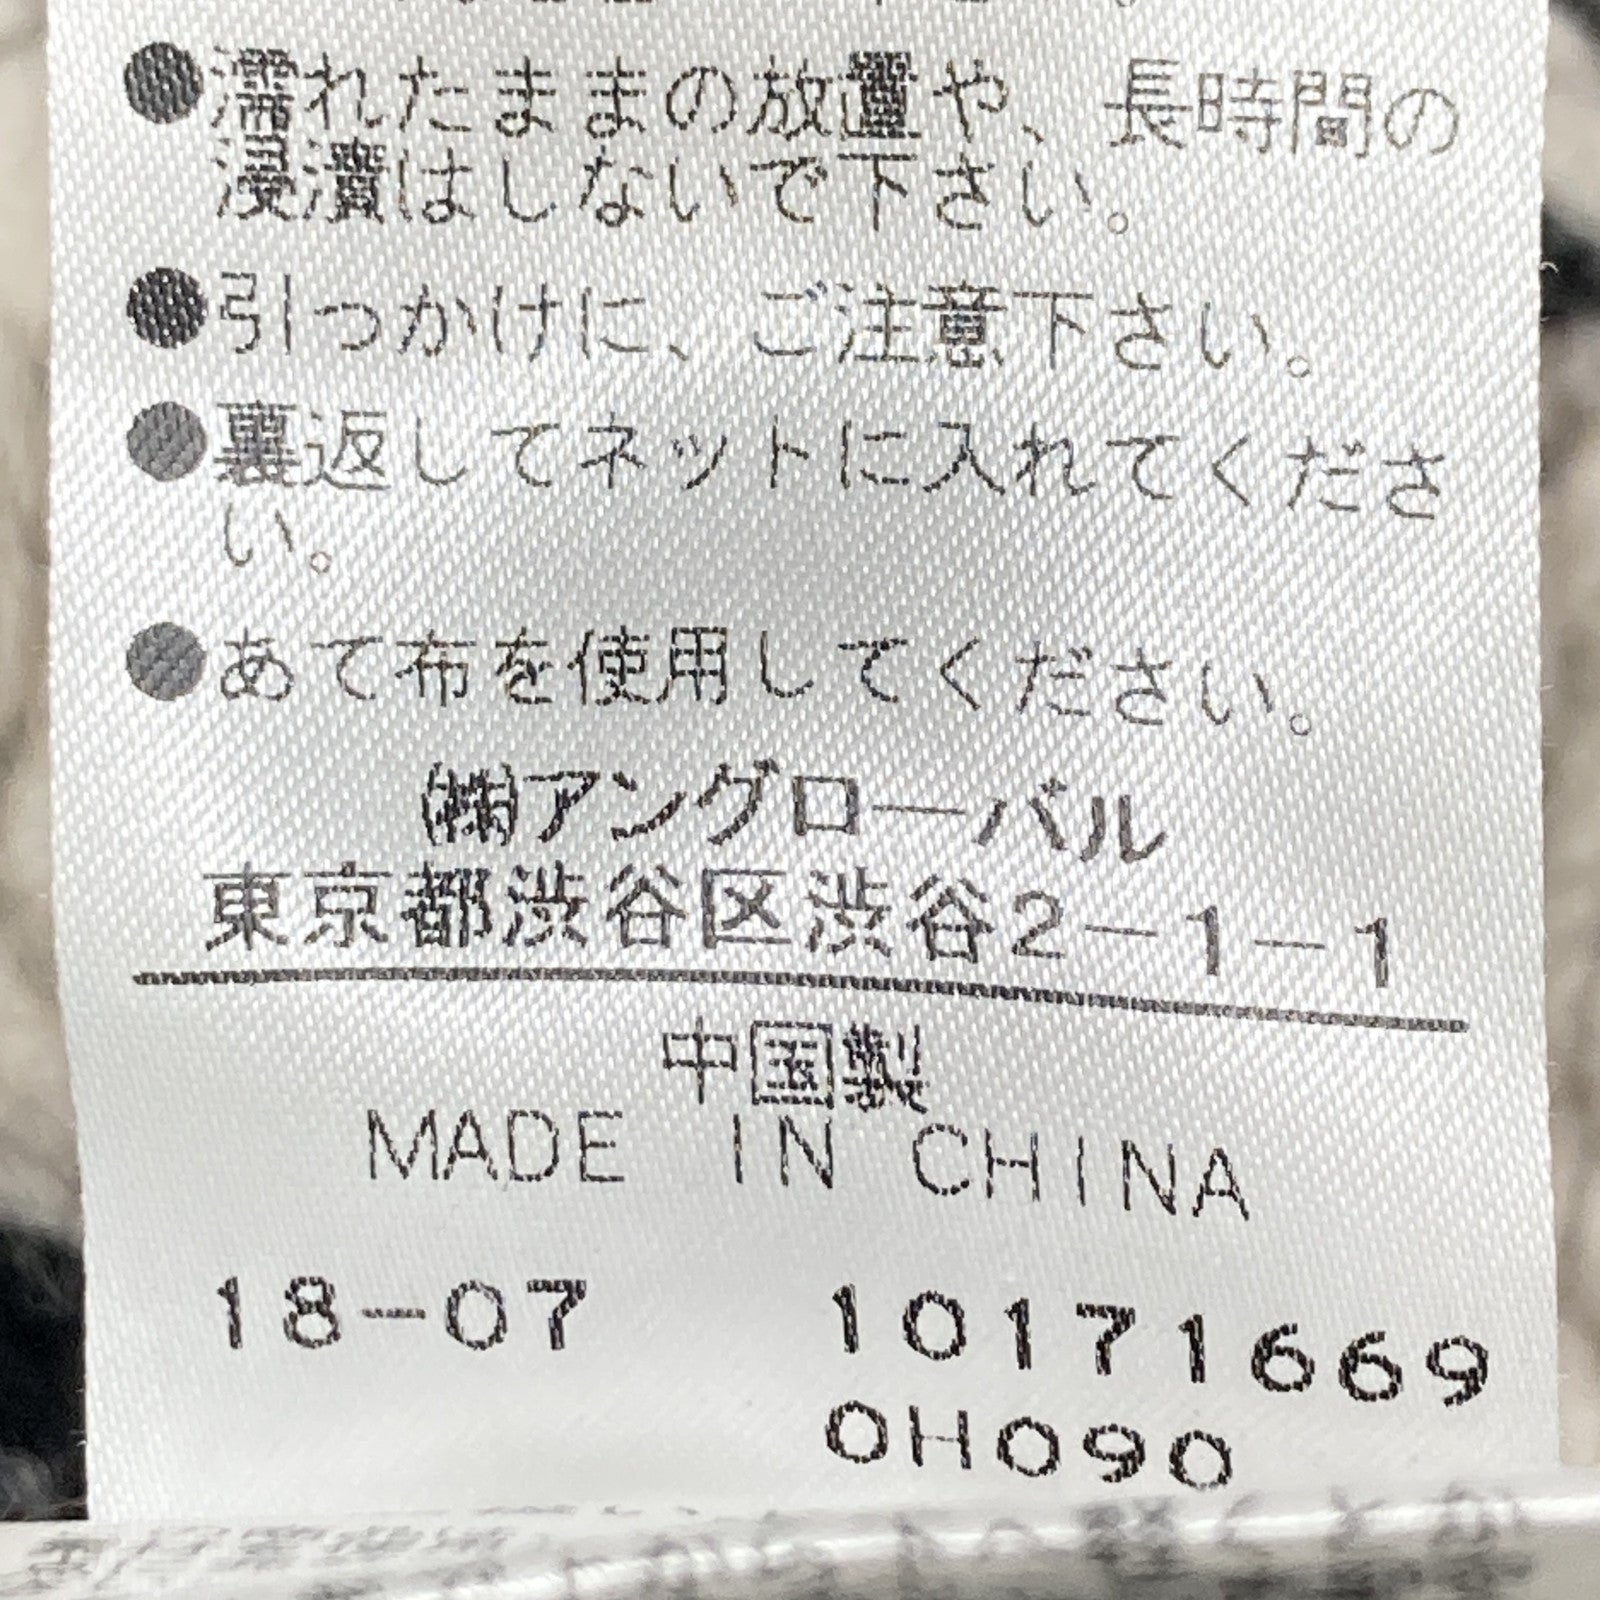 ●濡れたままの放置や、長時間の
浸漬はしないで下さい。
●引っかけに、ご注意下さい。
●裏返してネットに入れてくださ
い。
●あて布を使用してください。
㈱アングローバル
東京都渋谷区渋谷2-1-1
中国製
MADE IN CHINA
18-07 10171669
0H090